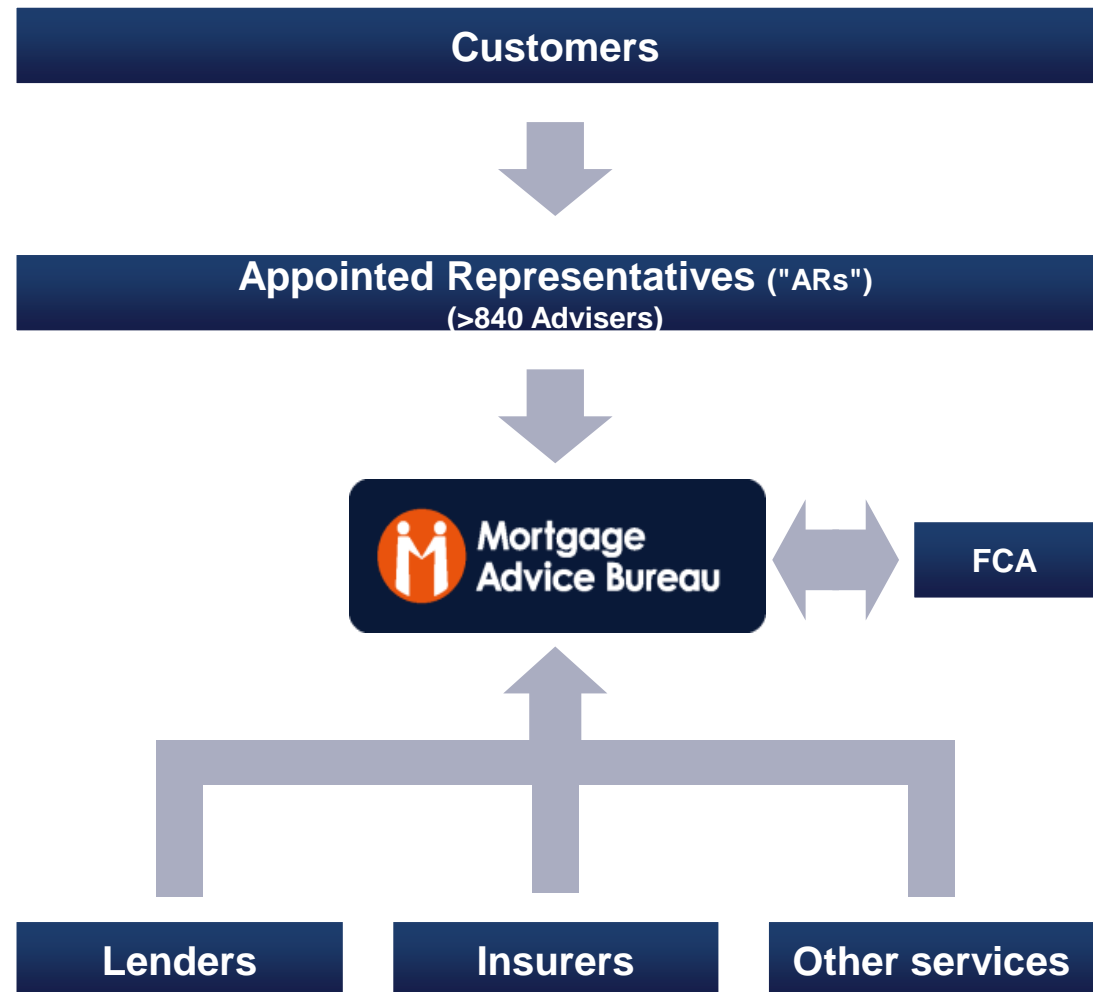 Customers
Appointed Representatives ("ARs")
(>840 Advisers)
Mortgage
Advice Bureau
FCA
Lenders
Insurers
Other services